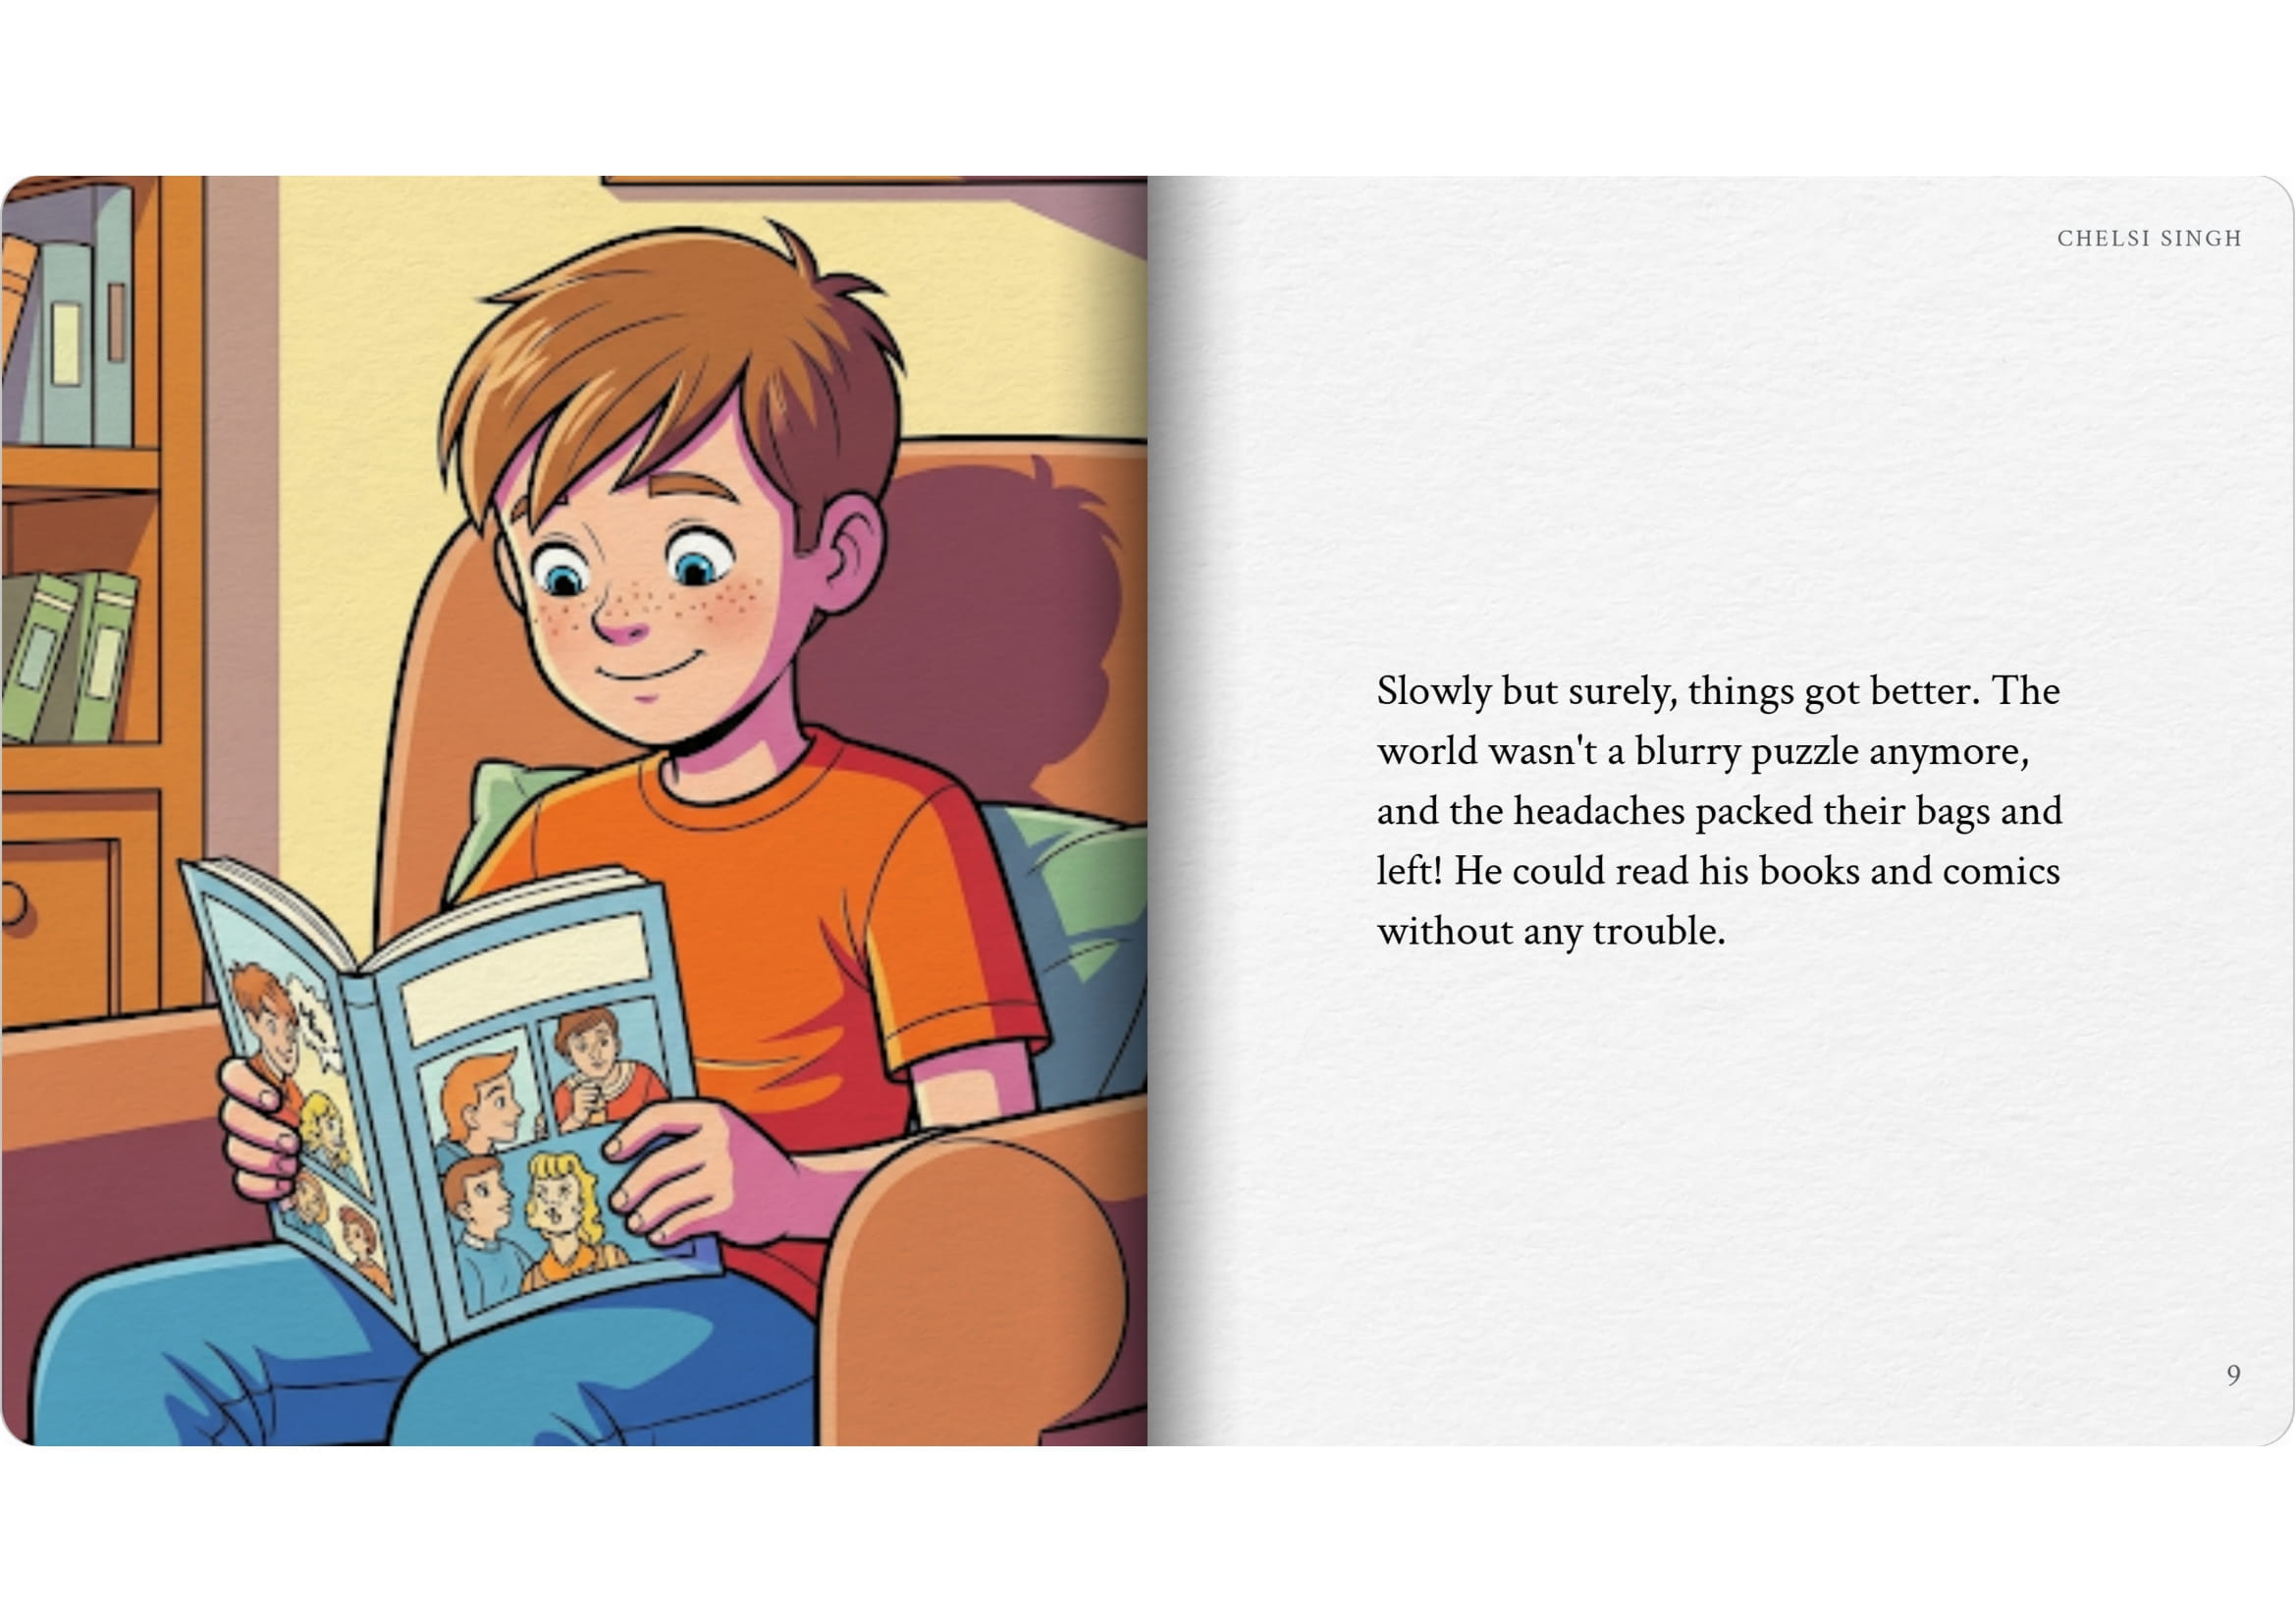 CHELSI SINGH
Slowly but surely, things got better. The
world wasn't a blurry puzzle anymore,
and the headaches packed their bags and
left! He could read his books and comics
without any trouble.
9